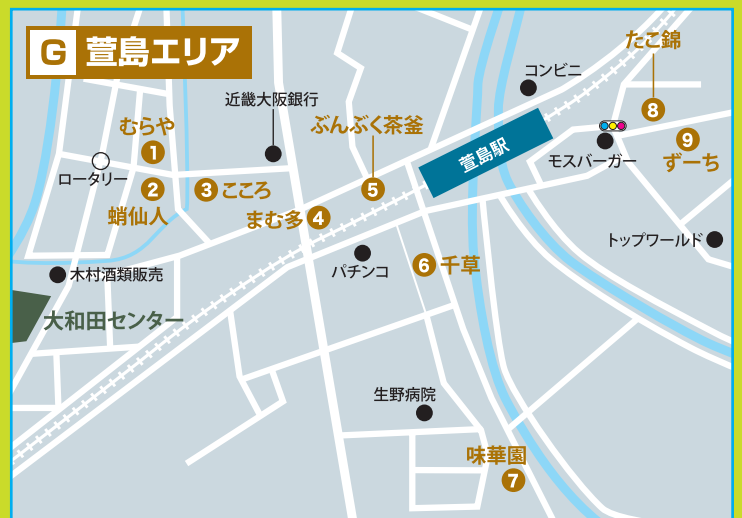 G 萱島エリア
たこ錦
コンビニ
近畿大阪銀行
むらや
ぶんぶく茶釜
8
1
萱島駅
9
モスバーガー
ずーち
ロータリー
2
3 こころ
5
蛸仙人
まむ多 4
トップワールド
木村酒類販売
パチンコ
6 千草
大和田センター
生野病院
味華園
7